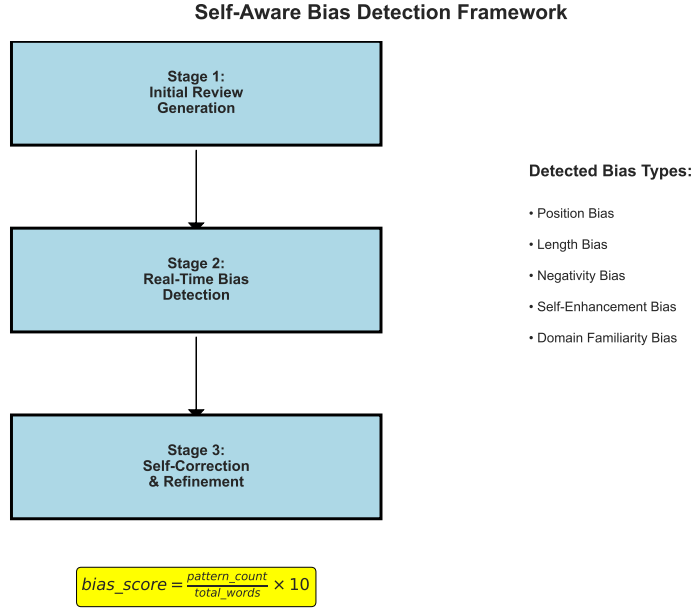 Self-Aware Bias Detection Framework
Stage 1:
Initial Review
Generation
Stage 2:
Real-Time Bias
Detection
Stage 3:
Self-Correction
& Refinement
Detected Bias Types:
• Position Bias
• Length Bias
• Negativity Bias
• Self-Enhancement Bias
• Domain Familiarity Bias
bias_score = pattern_count/total_words × 10